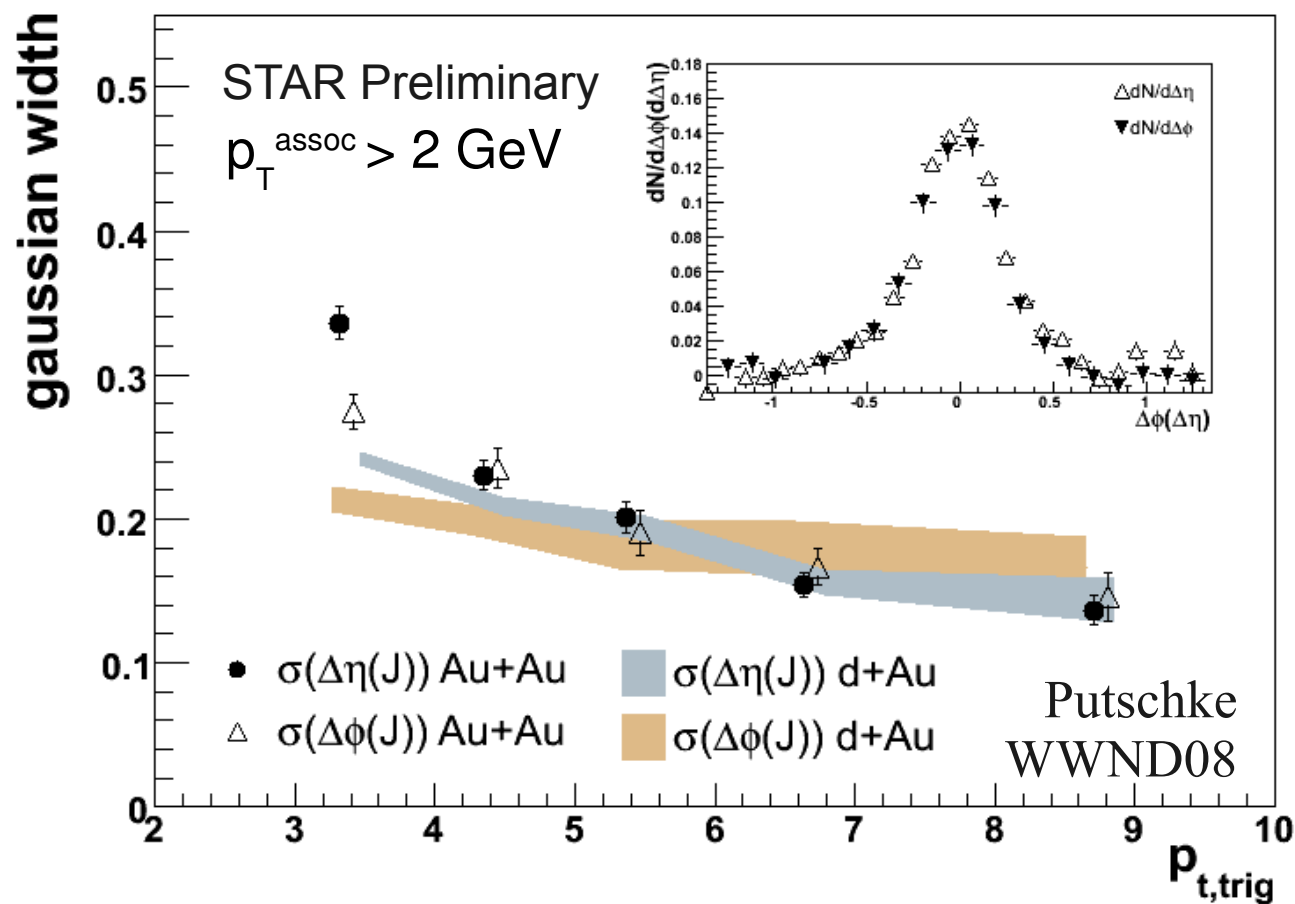 gaussian width
0.5
0.4
0.3
0.2
0.1
0
2 3 4 5 6 7 8 9 10
p_t,trig
STAR Preliminary
p_T^assoc > 2 GeV
dN/dΔφ(dΔη)
0.18
0.16
0.14
0.12
0.1
0.08
0.06
0.04
0.02
0
-1 -0.5 0 0.5 1
Δφ(Δη)
△dN/dΔη
▼dN/dΔφ
● σ(Δη(J)) Au+Au
△ σ(Δφ(J)) Au+Au
σ(Δη(J)) d+Au
σ(Δφ(J)) d+Au
Putschke
WWND08